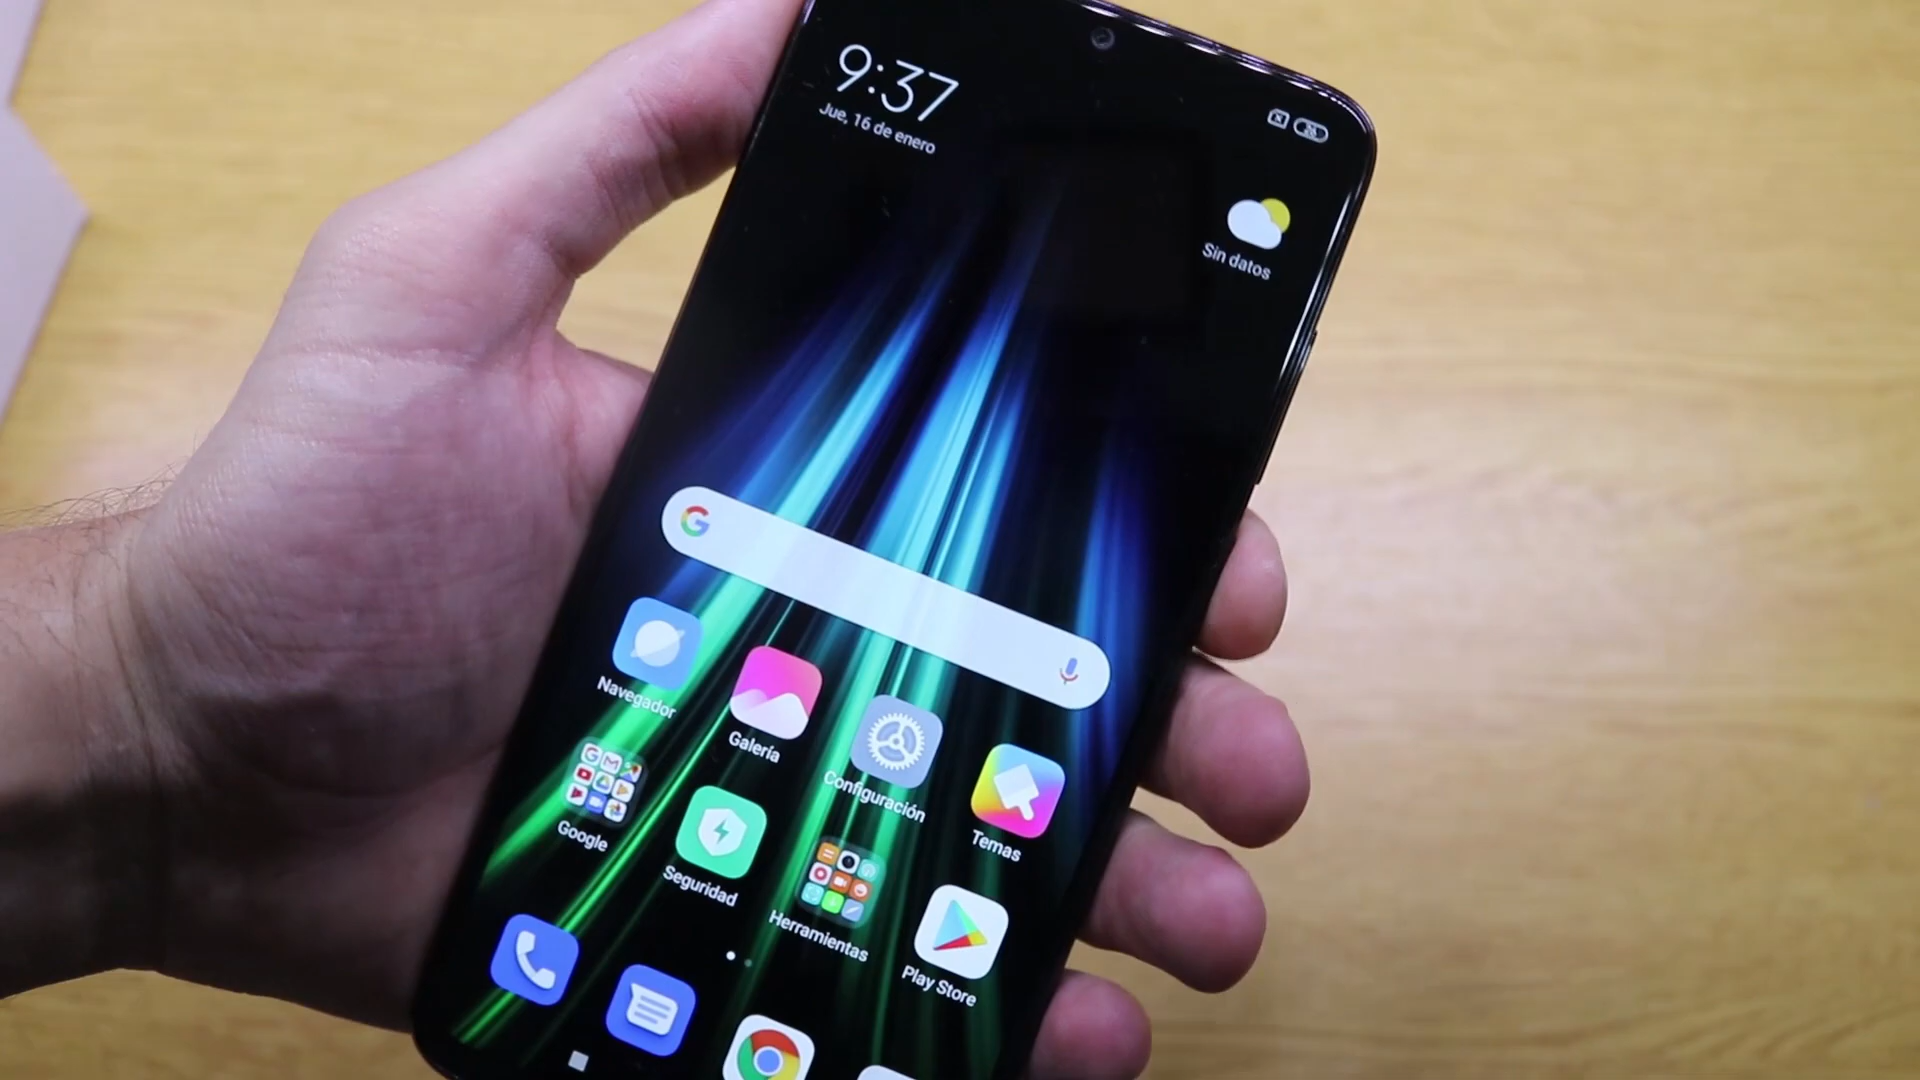 9:37
Jue, 16 de enero
Sin datos
G
Navegador
Galería
Configuración
Temas
Google
Seguridad
Herramientas
Play Store